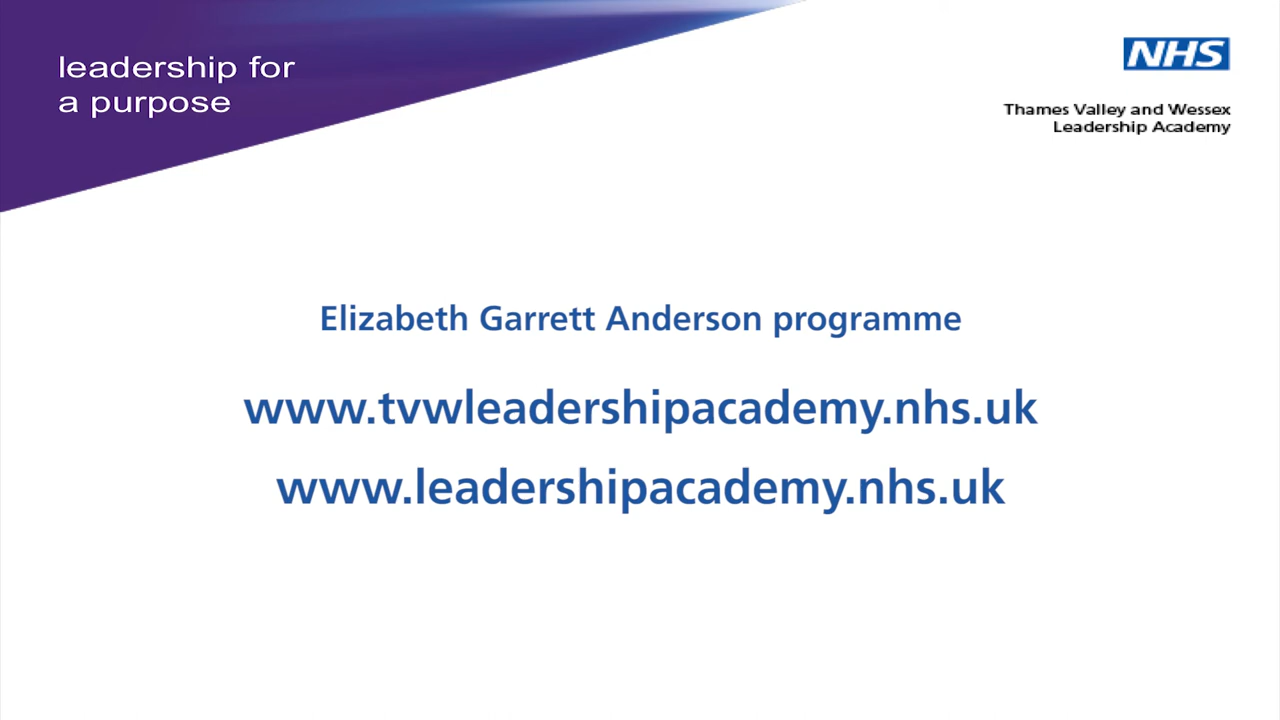 leadership for
a purpose
NHS
Thames Valley and Wessex
Leadership Academy
Elizabeth Garrett Anderson programme
www.tvwleadershipacademy.nhs.uk
www.leadershipacademy.nhs.uk